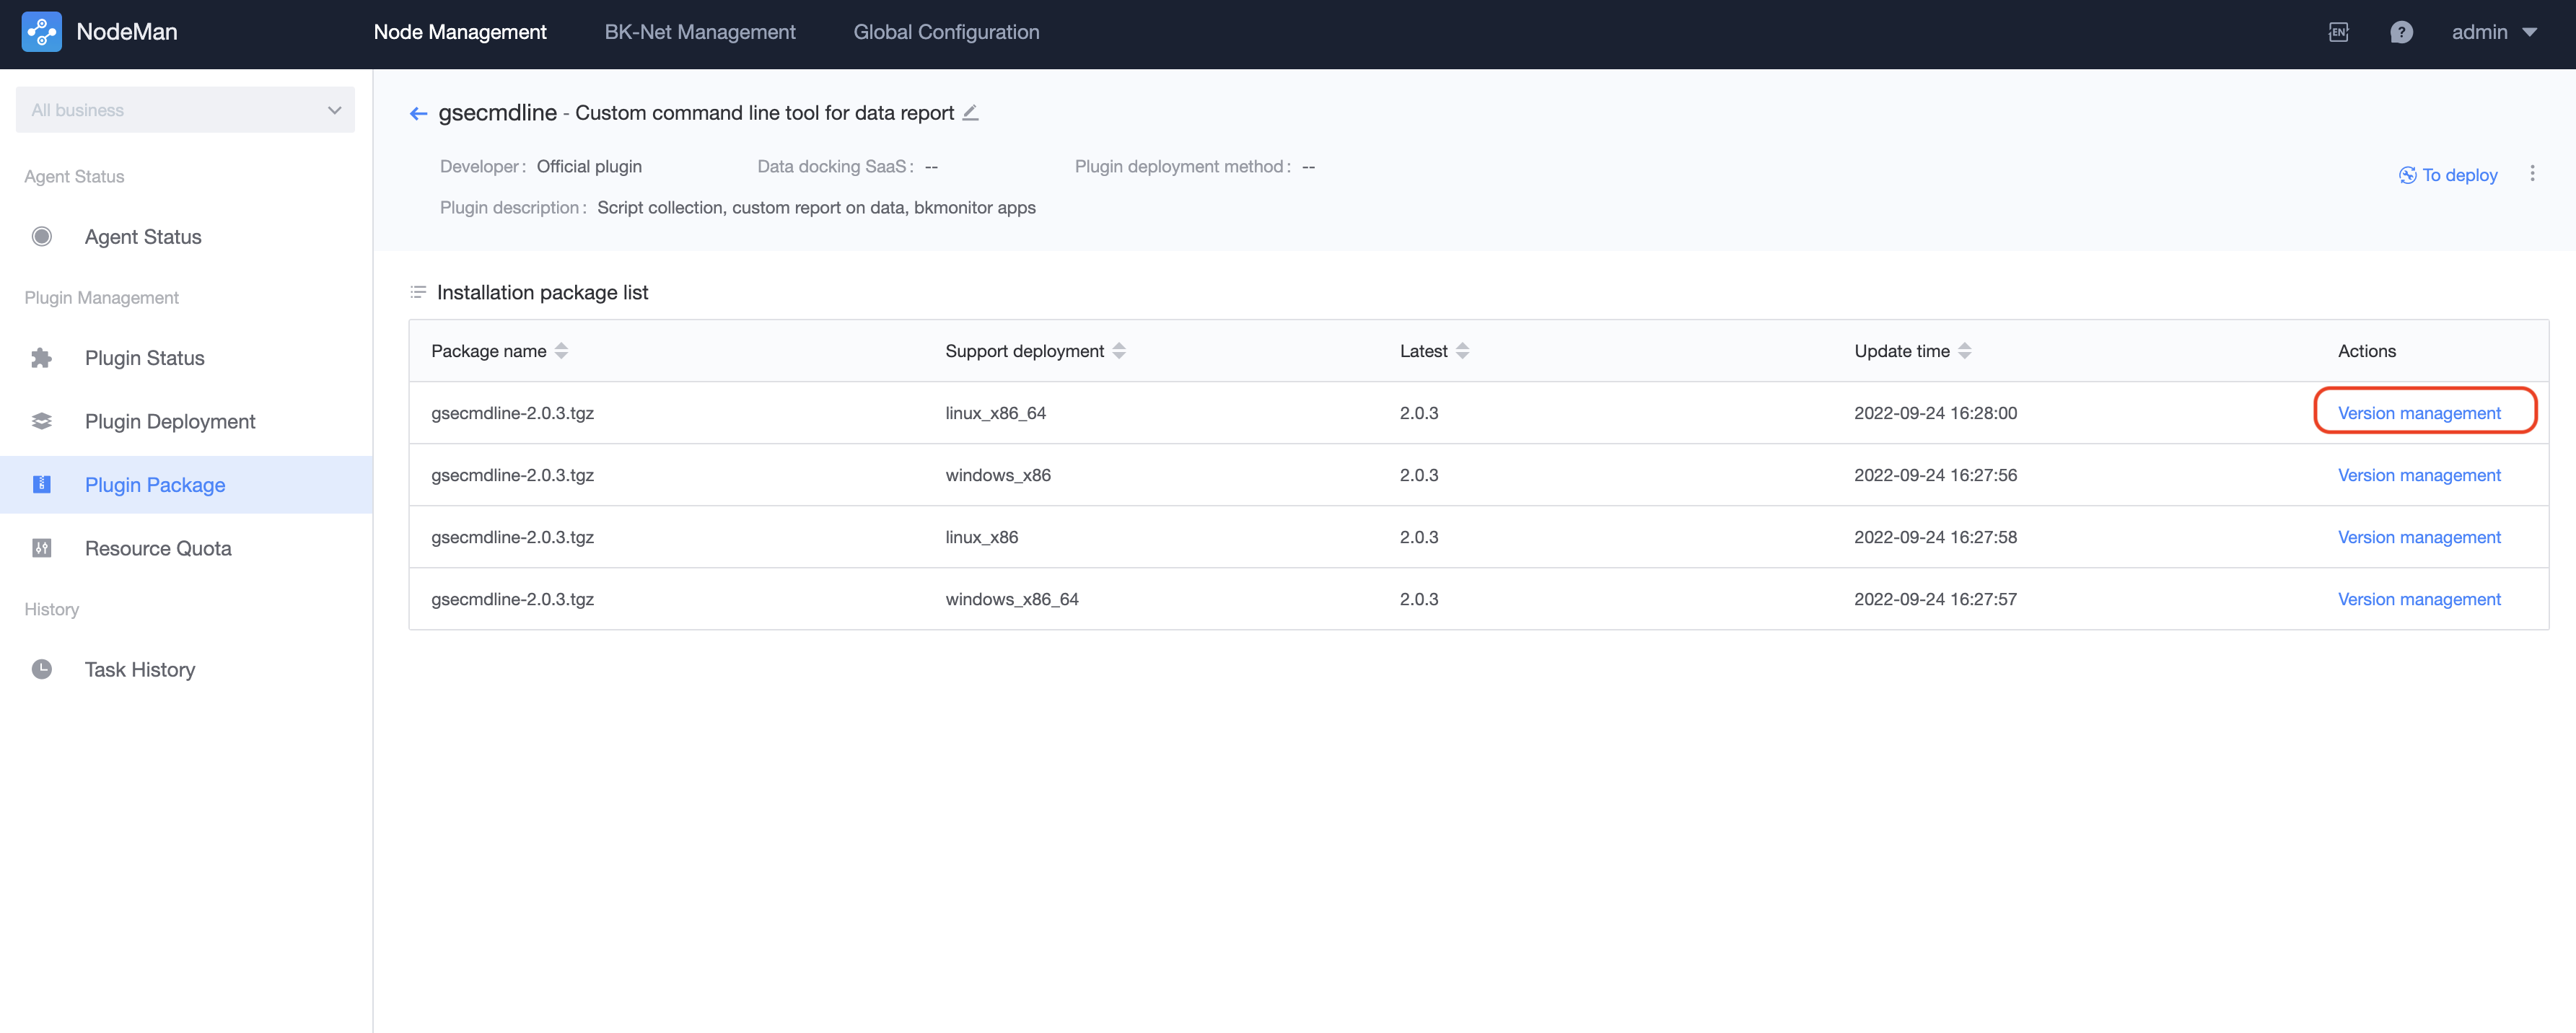 NodeMan
Node Management
BK-Net Management
Global Configuration
EN
?
admin
All business
Agent Status
Agent Status
Plugin Management
Plugin Status
Plugin Deployment
Plugin Package
Resource Quota
History
Task History
gsecmdline - Custom command line tool for data report
Developer : Official plugin
Data docking SaaS : --
Plugin deployment method : --
Plugin description : Script collection, custom report on data, bkmonitor apps
To deploy
Installation package list
Package name Support deployment Latest Update time Actions
gsecmdline-2.0.3.tgz linux_x86_64 2.0.3 2022-09-24 16:28:00 Version management
gsecmdline-2.0.3.tgz windows_x86 2.0.3 2022-09-24 16:27:56 Version management
gsecmdline-2.0.3.tgz linux_x86 2.0.3 2022-09-24 16:27:58 Version management
gsecmdline-2.0.3.tgz windows_x86_64 2.0.3 2022-09-24 16:27:57 Version management